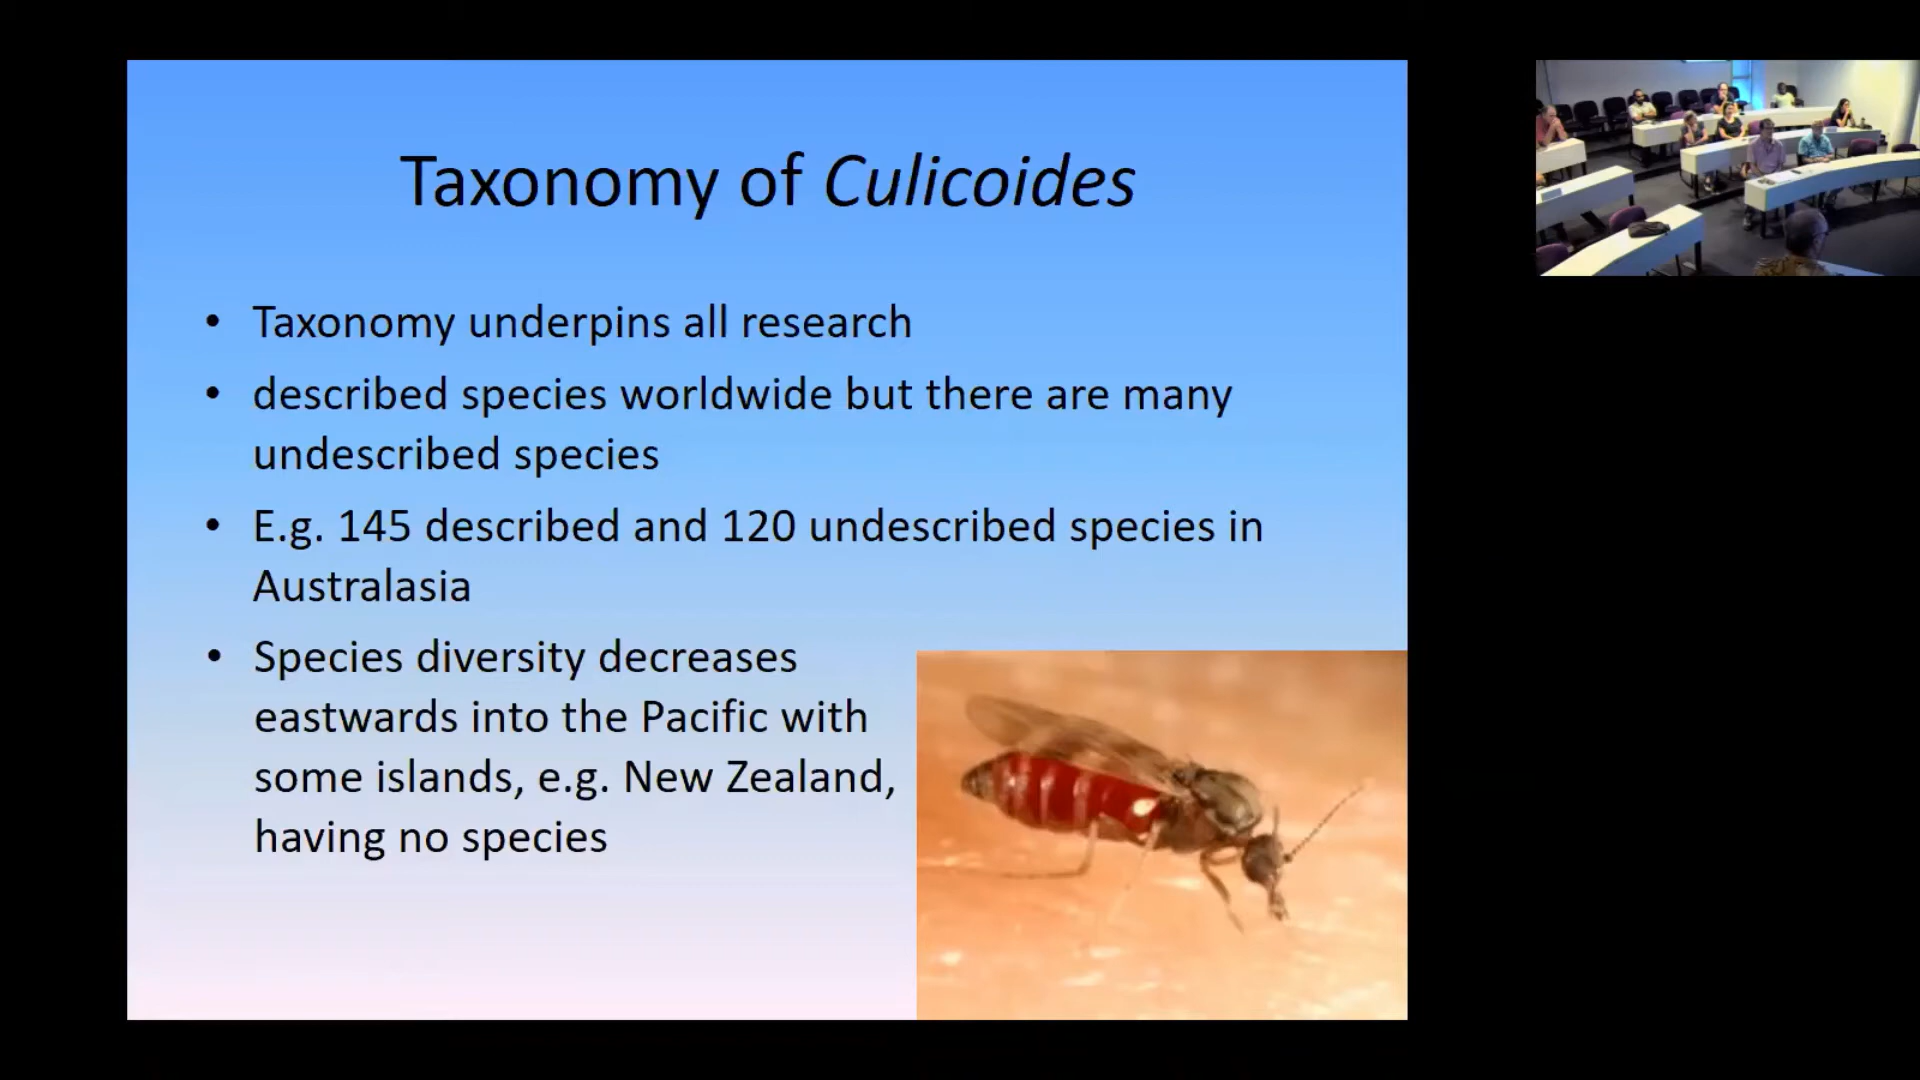 Taxonomy of Culicoides
• Taxonomy underpins all research
• described species worldwide but there are many
undescribed species
• E.g. 145 described and 120 undescribed species in
Australasia
• Species diversity decreases
eastwards into the Pacific with
some islands, e.g. New Zealand,
having no species